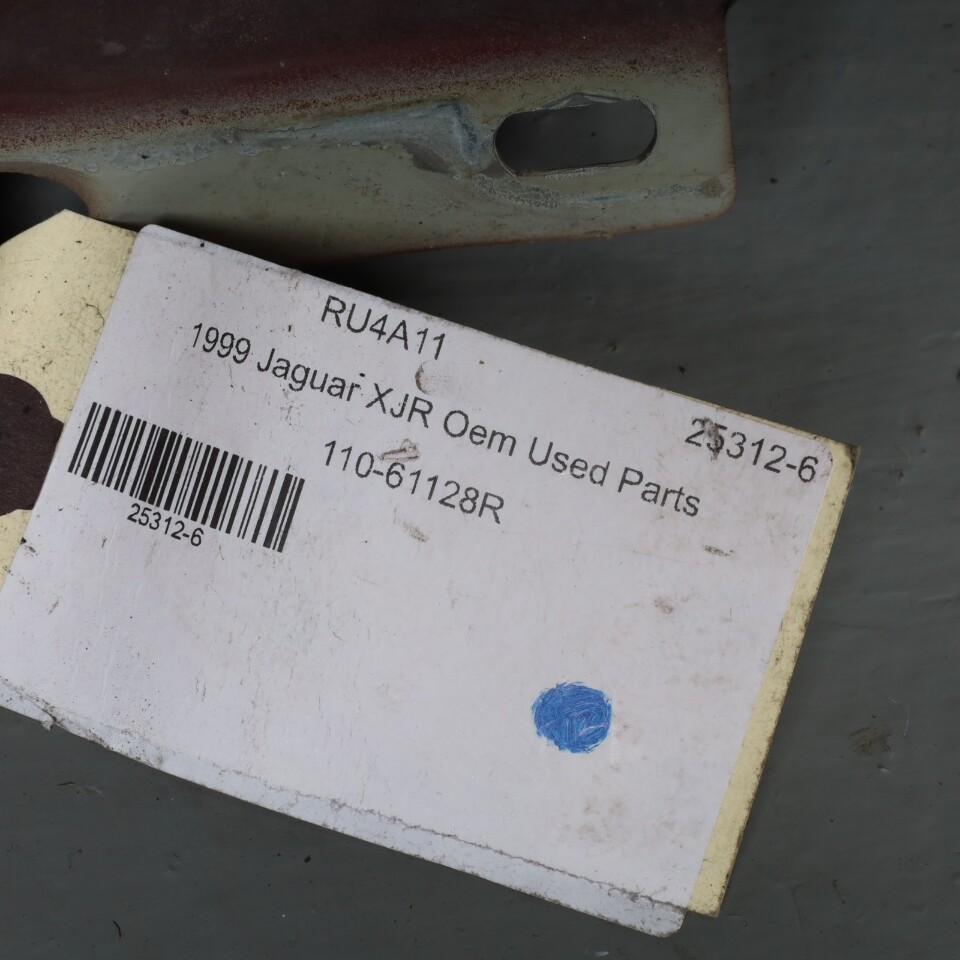 RU4A11
1999 Jaguar XJR Oem Used Parts
25312-6
110-61128R
25312-6